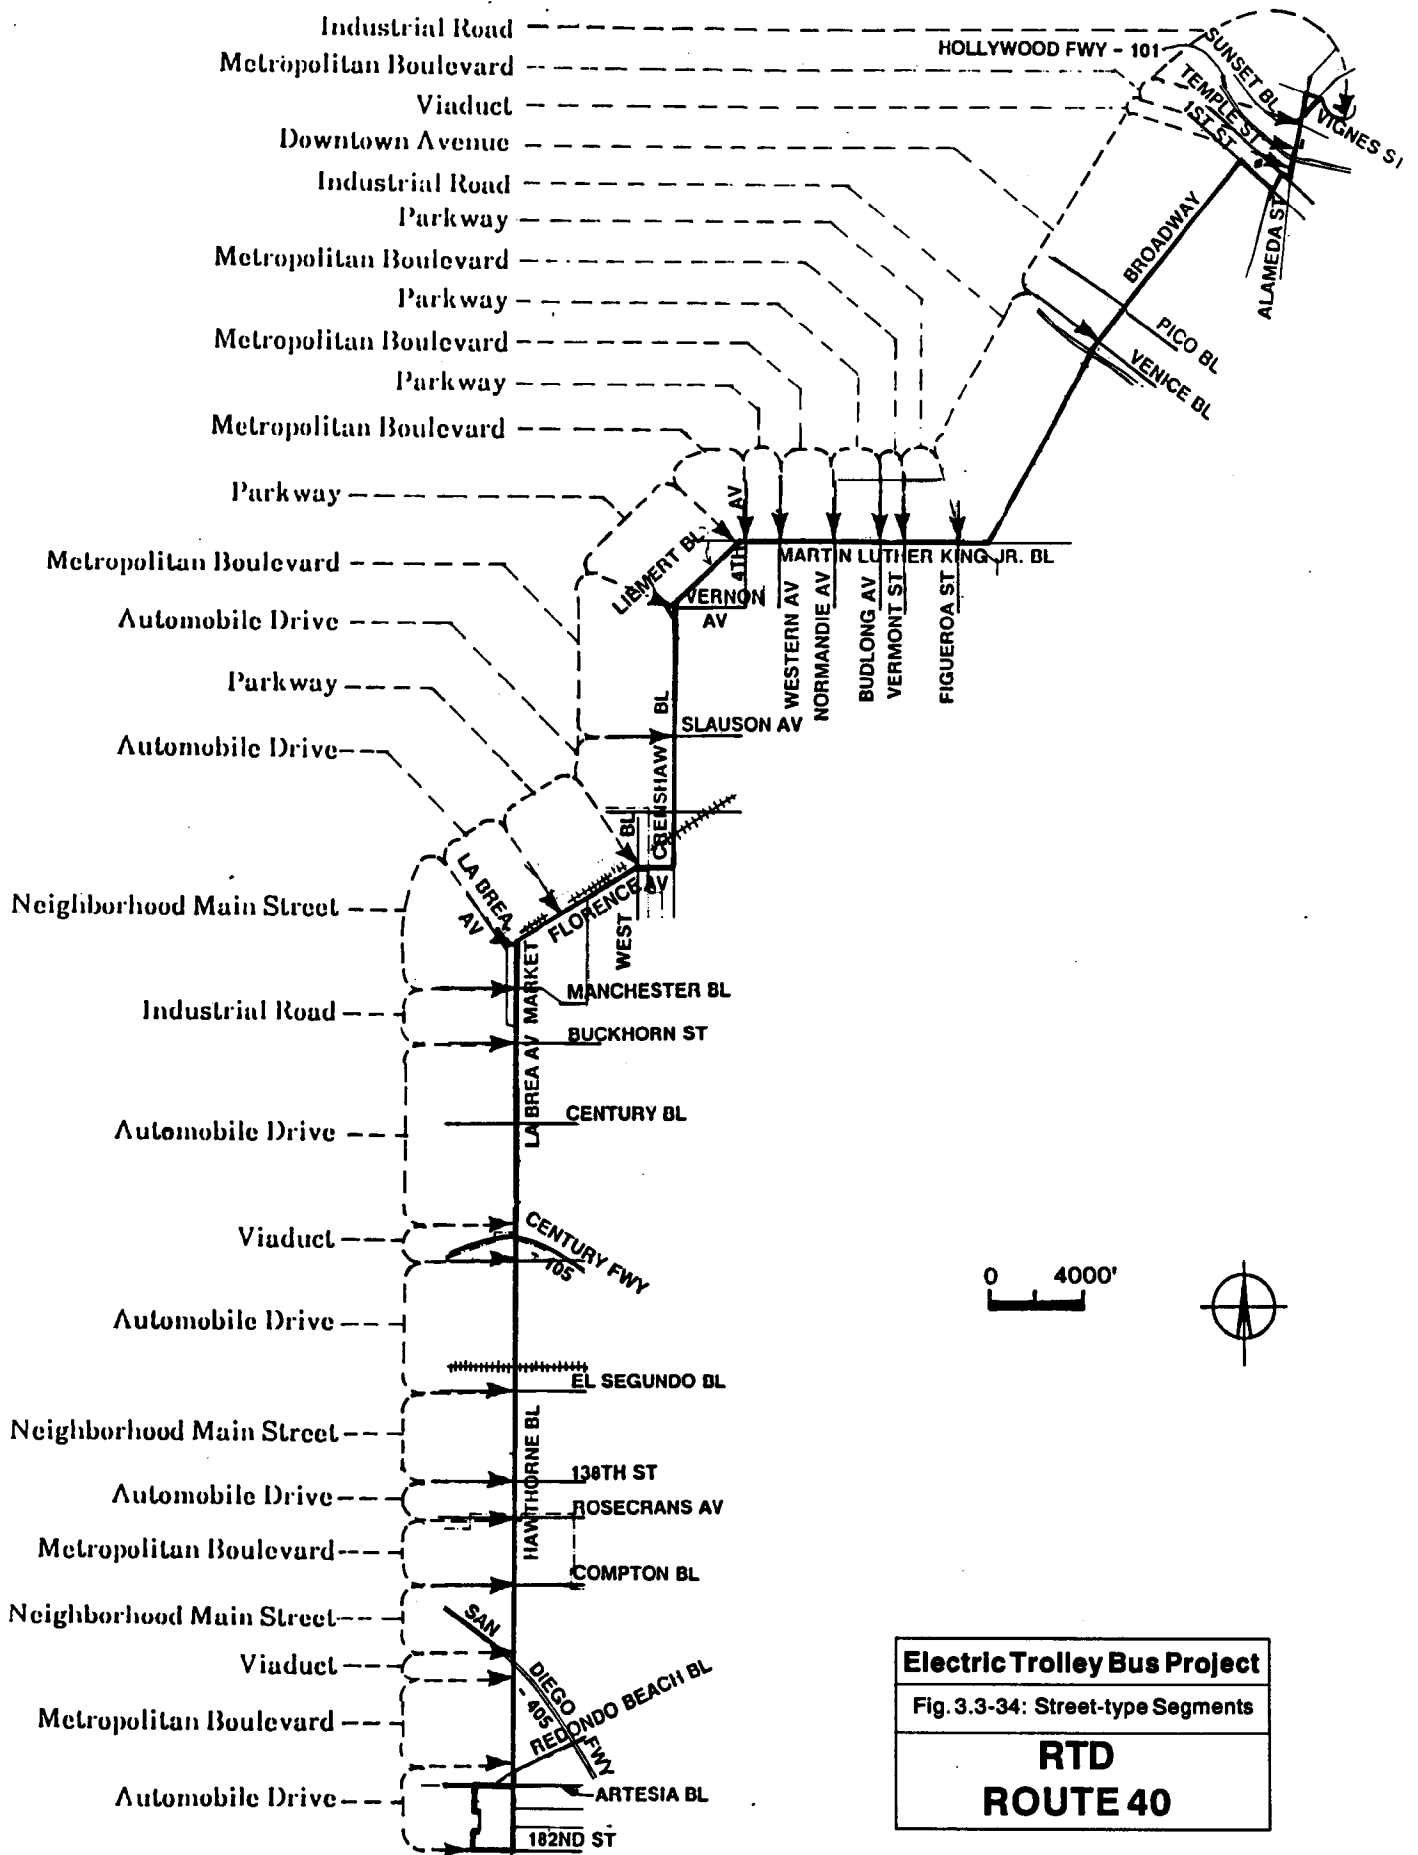 Industrial Road
Metropolitan Boulevard
Viaduct
Downtown Avenue
Industrial Road
Parkway
Metropolitan Boulevard
Parkway
Metropolitan Boulevard
Parkway
Metropolitan Boulevard
Parkway
Metropolitan Boulevard
Automobile Drive
Parkway
Automobile Drive
Neighborhood Main Street
Industrial Road
Automobile Drive
Viaduct
Automobile Drive
Neighborhood Main Street
Automobile Drive
Metropolitan Boulevard
Neighborhood Main Street
Viaduct
Metropolitan Boulevard
Automobile Drive
HOLLYWOOD FWY - 101
SUNSET BL
TEMPLE ST
1ST ST
VIGNES ST
ALAMEDA ST
BROADWAY
PICO BL
VENICE BL
MARTIN LUTHER KING JR. BL
4TH AV
WESTERN AV
NORMANDIE AV
BUDLONG AV
VERMONT ST
FIGUEROA ST
LIEMERT BL
VERNON
AV
SLAUSON AV
CRENSHAW BL
WEST BL
FLORENCE AV
LA BREA
AV
MARKET
MANCHESTER BL
BUCKHORN ST
LA BREA AV
CENTURY BL
CENTURY FWY
- 105
EL SEGUNDO BL
HAWTHORNE BL
138TH ST
ROSECRANS AV
COMPTON BL
SAN DIEGO FWY
- 405
REDONDO BEACH BL
ARTESIA BL
182ND ST
0 4000'
Electric Trolley Bus Project
Fig. 3.3-34: Street-type Segments
RTD
ROUTE 40